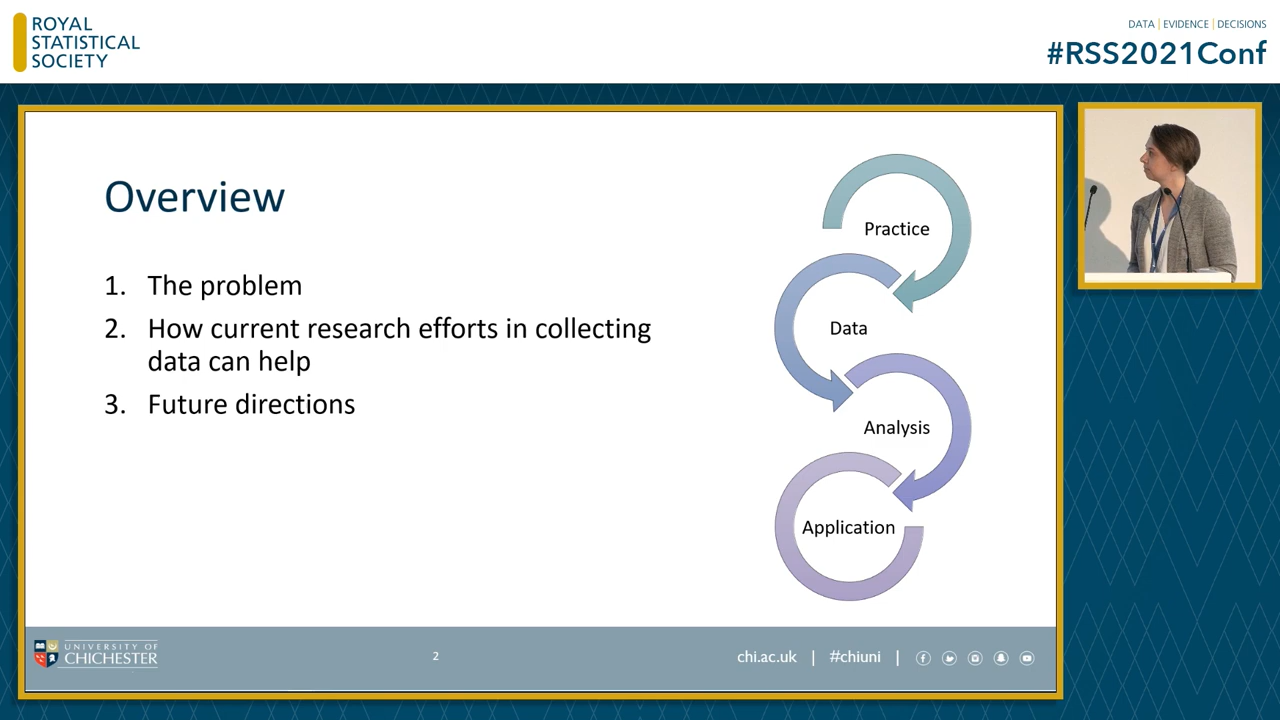 ROYAL
STATISTICAL
SOCIETY
DATA | EVIDENCE | DECISIONS
#RSS2021Conf
Overview
1. The problem
2. How current research efforts in collecting
data can help
3. Future directions
Practice
Data
Analysis
Application
UNIVERSITY OF
CHICHESTER
2
chi.ac.uk | #chiuni |